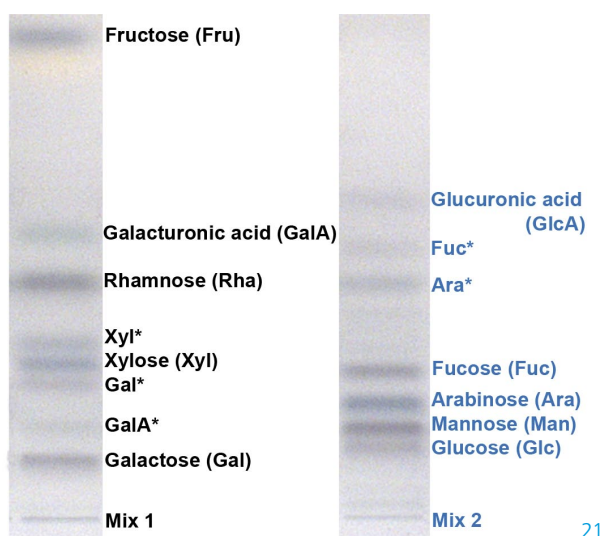 Fructose (Fru)
Galacturonic acid (GalA)
Rhamnose (Rha)
Xyl*
Xylose (Xyl)
Gal*
GalA*
Galactose (Gal)
Mix 1
Glucuronic acid
(GlcA)
Fuc*
Ara*
Fucose (Fuc)
Arabinose (Ara)
Mannose (Man)
Glucose (Glc)
Mix 2
21